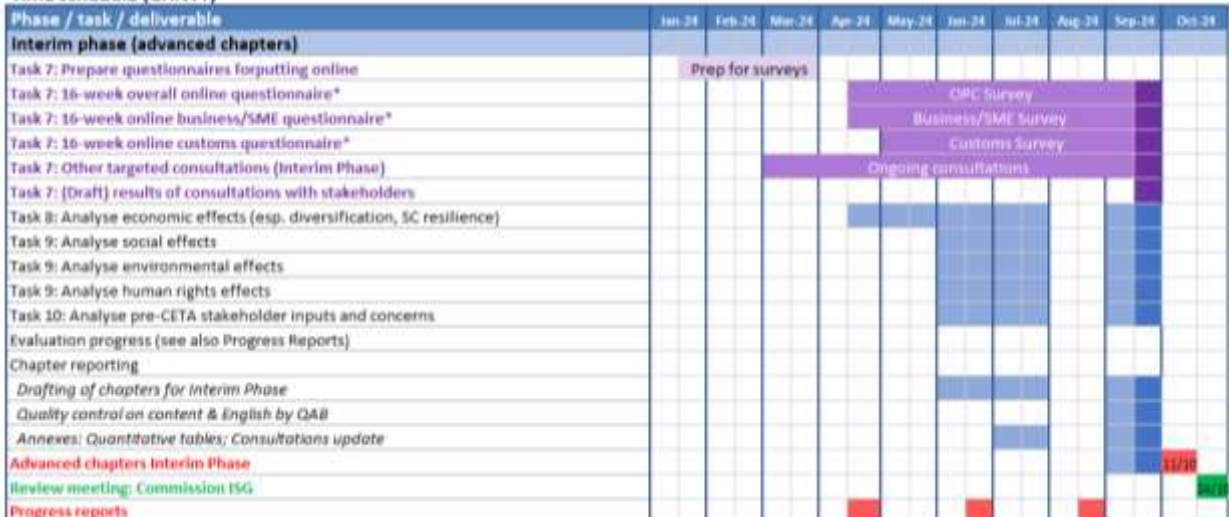 Phase / task / deliverable Jan-24 Feb-24 Mar-24 Apr-24 May-24 Jun-24 Jul-24 Aug-24 Sep-24 Oct-24
Interim phase (advanced chapters)
Task 7: Prepare questionnaires forputting online Prep for surveys
Task 7: 16-week overall online questionnaire* OPC Survey
Task 7: 16-week online business/SME questionnaire* Business/SME Survey
Task 7: 16-week online customs questionnaire* Customs Survey
Task 7: Other targeted consultations (Interim Phase) Ongoing consultations
Task 7: (Draft) results of consultations with stakeholders
Task 8: Analyse economic effects (esp. diversification, SC resilience)
Task 9: Analyse social effects
Task 9: Analyse environmental effects
Task 9: Analyse human rights effects
Task 10: Analyse pre-CETA stakeholder inputs and concerns
Evaluation progress (see also Progress Reports)
Chapter reporting
Drafting of chapters for Interim Phase
Quality control on content & English by QAB
Annexes: Quantitative tables; Consultations update
Advanced chapters Interim Phase 11/10
Review meeting: Commission ISG
Progress reports